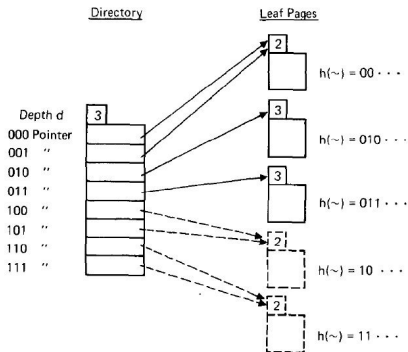 Directory
Leaf Pages
2
h(~) = 00 · · ·
Depth d 3
000 Pointer
001 "
010 "
011 "
100 "
101 "
110 "
111 "
3
h(~) = 010 · · ·
3
h(~) = 011 · · ·
2
h(~) = 10 · · ·
2
h(~) = 11 · · ·